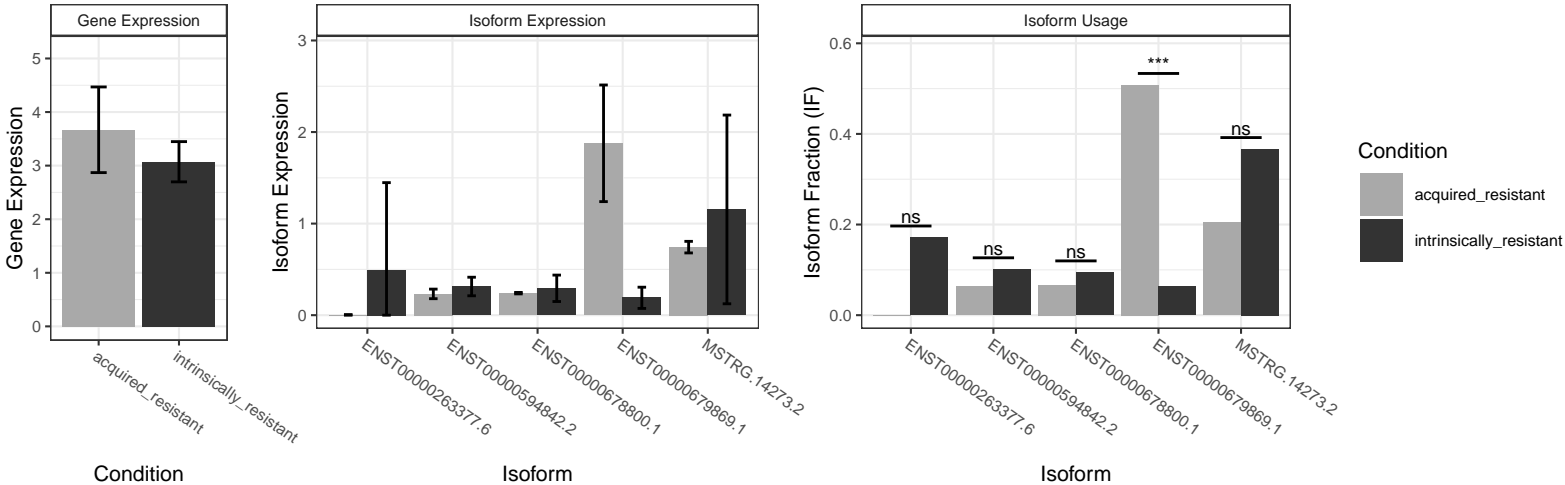 Gene Expression
Isoform Expression
Isoform Usage
Gene Expression
5
4
3
2
1
0
acquired_resistant
intrinsically_resistant
Condition
Isoform Expression
3
2
1
0
ENST00000263377.6
ENST00000594842.2
ENST00000678800.1
ENST00000679869.1
MSTRG.14273.2
Isoform
Isoform Fraction (IF)
0.6
0.4
0.2
0.0
ns
ns
ns
***
ns
ENST00000263377.6
ENST00000594842.2
ENST00000678800.1
ENST00000679869.1
MSTRG.14273.2
Isoform
Condition
acquired_resistant
intrinsically_resistant